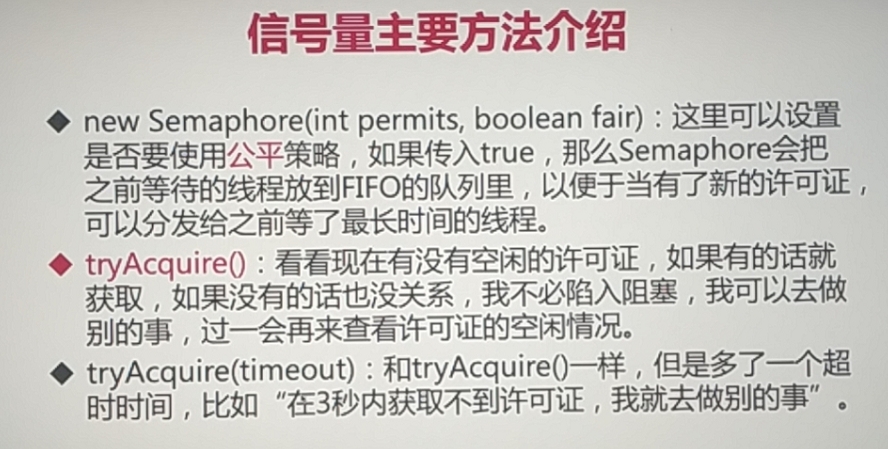 信号量主要方法介绍
◆ new Semaphore(int permits, boolean fair)：这里可以设置
是否要使用公平策略，如果传入true，那么Semaphore会把
之前等待的线程放到FIFO的队列里，以便于当有了新的许可证，
可以分发给之前等了最长时间的线程。
◆ tryAcquire()：看看现在有没有空闲的许可证，如果有的话就
获取，如果没有的话也没关系，我不必陷入阻塞，我可以去做
别的事，过一会再来查看许可证的空闲情况。
◆ tryAcquire(timeout)：和tryAcquire()一样，但是多了一个超
时时间，比如“在3秒内获取不到许可证，我就去做别的事”。